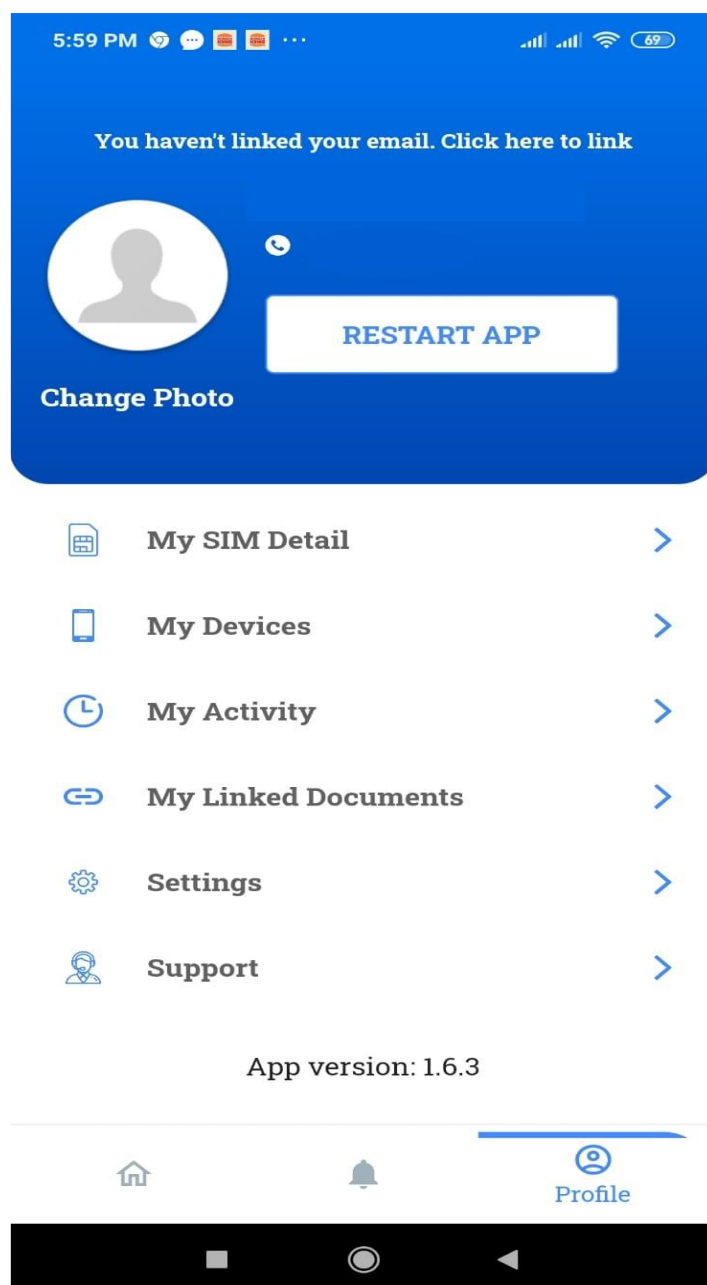 5:59 PM
69
You haven't linked your email. Click here to link
RESTART APP
Change Photo
My SIM Detail
My Devices
My Activity
My Linked Documents
Settings
Support
App version: 1.6.3
Profile